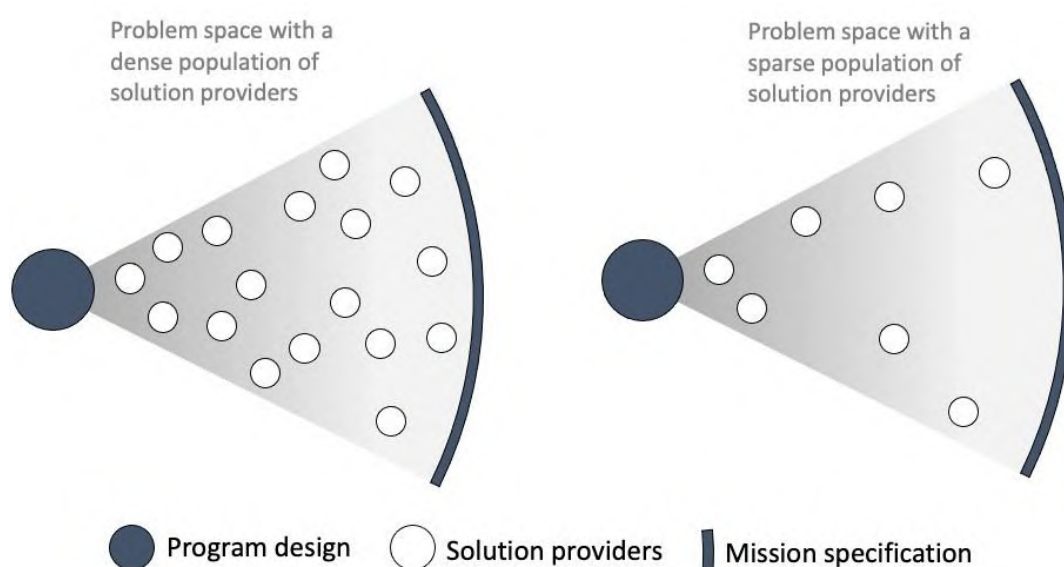 Problem space with a
dense population of
solution providers
Problem space with a
sparse population of
solution providers
Program design
Solution providers
Mission specification